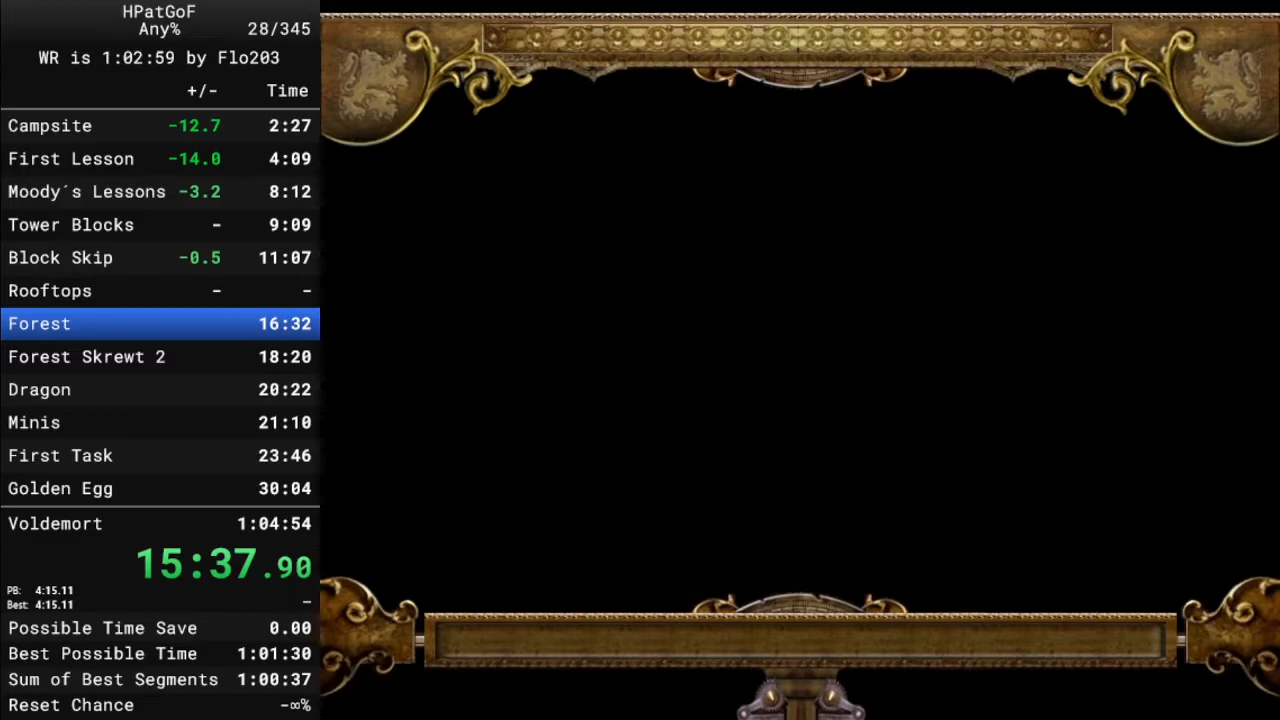 HPatGoF
Any% 28/345
WR is 1:02:59 by Flo203
+/- Time
Campsite -12.7 2:27
First Lesson -14.0 4:09
Moody´s Lessons -3.2 8:12
Tower Blocks - 9:09
Block Skip -0.5 11:07
Rooftops - -
Forest 16:32
Forest Skrewt 2 18:20
Dragon 20:22
Minis 21:10
First Task 23:46
Golden Egg 30:04
Voldemort 1:04:54
15:37.90
PB: 4:15.11
Best: 4:15.11 -
Possible Time Save 0.00
Best Possible Time 1:01:30
Sum of Best Segments 1:00:37
Reset Chance -∞%